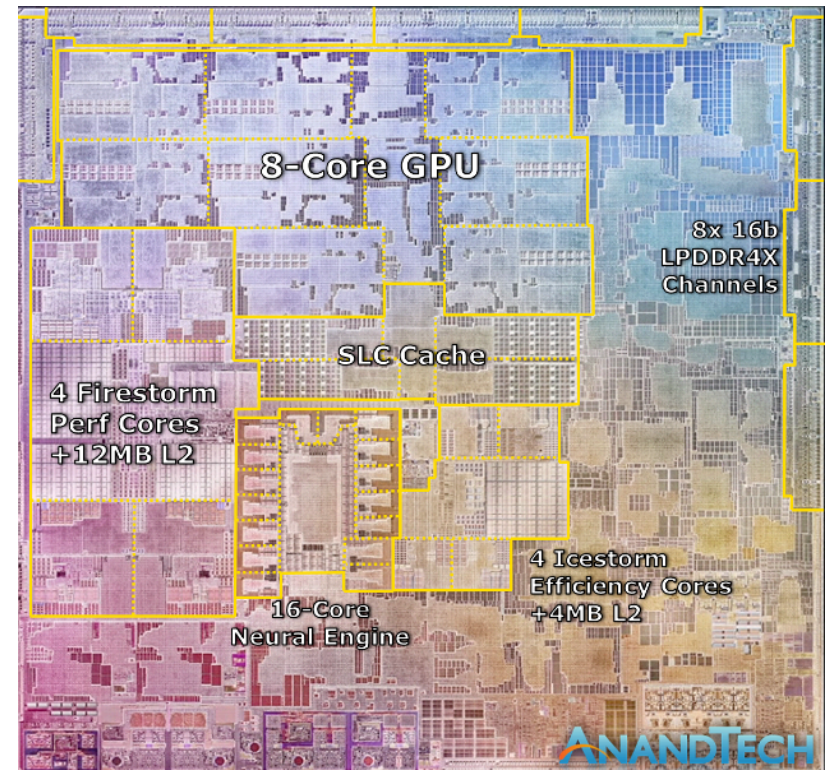 8-Core GPU
8x 16b
LPDDR4X
Channels
SLC Cache
4 Firestorm
Perf Cores
+12MB L2
4 Icestorm
Efficiency Cores
+4MB L2
16-Core
Neural Engine
ANANDTECH